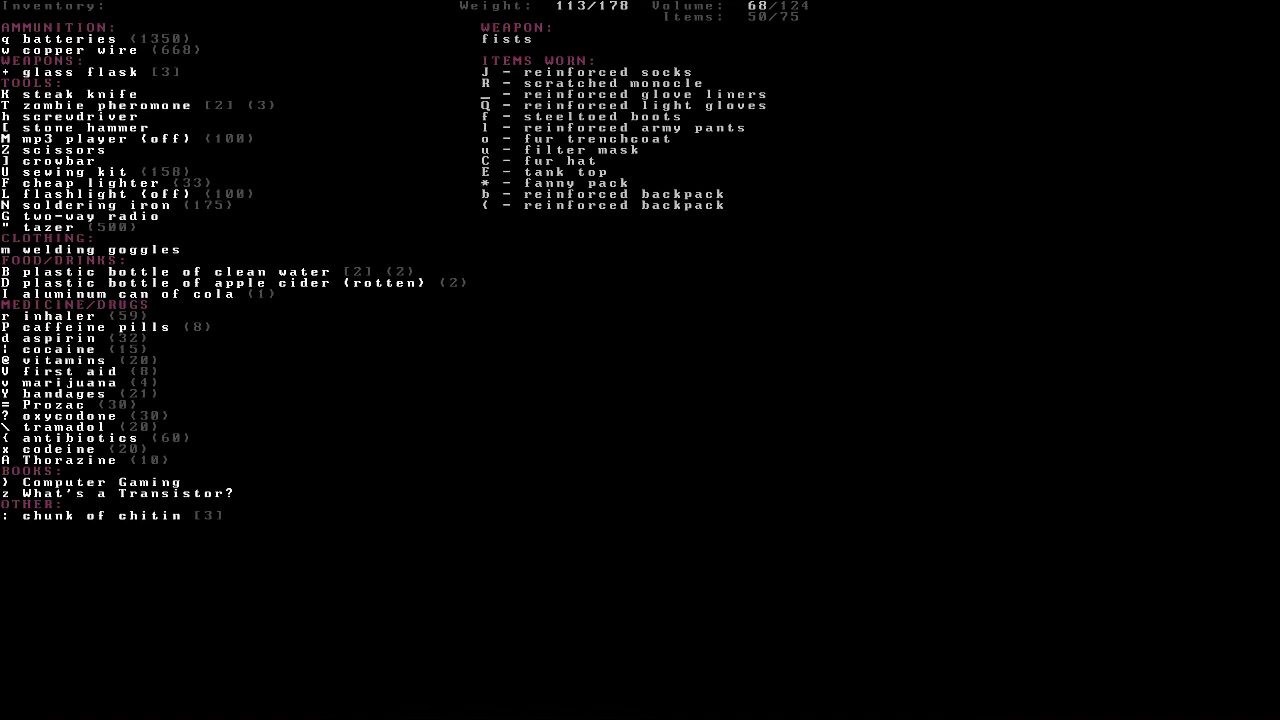 Inventory: Weight: 113/178 Volume: 68/124
Items: 50/75
AMMUNITION:
q batteries (1350)
w copper wire (668)
WEAPONS:
+ glass flask [3]
TOOLS:
K steak knife
T zombie pheromone [2] (3)
h screwdriver
[ stone hammer
M mp3 player (off) (100)
Z scissors
] crowbar
U sewing kit (158)
F cheap lighter (33)
L flashlight (off) (100)
N soldering iron (175)
G two-way radio
" tazer (500)
CLOTHING:
m welding goggles
FOOD/DRINKS:
B plastic bottle of clean water [2] (2)
D plastic bottle of apple cider (rotten) (2)
I aluminum can of cola (1)
MEDICINE/DRUGS
r inhaler (59)
P caffeine pills (8)
d aspirin (32)
¦ cocaine (15)
@ vitamins (20)
V first aid (8)
v marijuana (4)
Y bandages (21)
= Prozac (30)
? oxycodone (30)
\ tramadol (20)
{ antibiotics (60)
x codeine (20)
A Thorazine (10)
BOOKS:
) Computer Gaming
z What's a Transistor?
OTHER:
: chunk of chitin [3]
WEAPON:
fists
ITEMS WORN:
J - reinforced socks
R - scratched monocle
_ - reinforced glove liners
Q - reinforced light gloves
f - steeltoed boots
l - reinforced army pants
o - fur trenchcoat
u - filter mask
C - fur hat
E - tank top
* - fanny pack
b - reinforced backpack
( - reinforced backpack